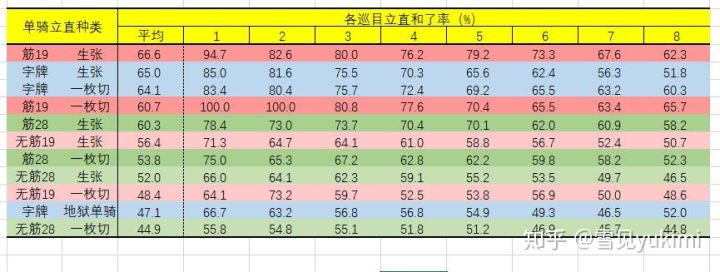 单骑立直种类 各巡目立直和了率（%）
平均 1 2 3 4 5 6 7 8
筋19 生张 66.6 94.7 82.6 80.0 76.2 79.2 73.3 67.6 62.3
字牌 生张 65.0 85.0 81.6 75.5 70.3 65.6 62.4 56.3 51.8
字牌 一枚切 64.1 83.4 80.4 75.7 72.4 69.2 65.5 63.2 60.3
筋19 一枚切 60.7 100.0 100.0 80.8 77.6 70.4 65.5 63.4 65.7
筋28 生张 60.3 78.4 73.0 73.7 70.4 70.1 62.0 60.9 58.2
无筋19 生张 56.4 71.3 64.7 64.1 61.0 58.8 56.7 52.4 50.7
筋28 一枚切 53.8 75.0 65.3 67.2 62.8 62.2 59.8 58.2 52.3
无筋28 生张 52.0 66.0 64.1 62.3 59.1 55.2 53.5 49.7 46.5
无筋19 一枚切 48.4 64.1 73.2 59.7 52.5 53.8 56.9 50.0 48.6
字牌 地狱单骑 47.1 66.7 63.2 56.8 56.8 54.9 49.3 46.5 52.0
无筋28 一枚切 44.9 55.8 54.8 55.1 51.8 51.2 46.9 45.7 44.8
知乎 @雪见yukimi